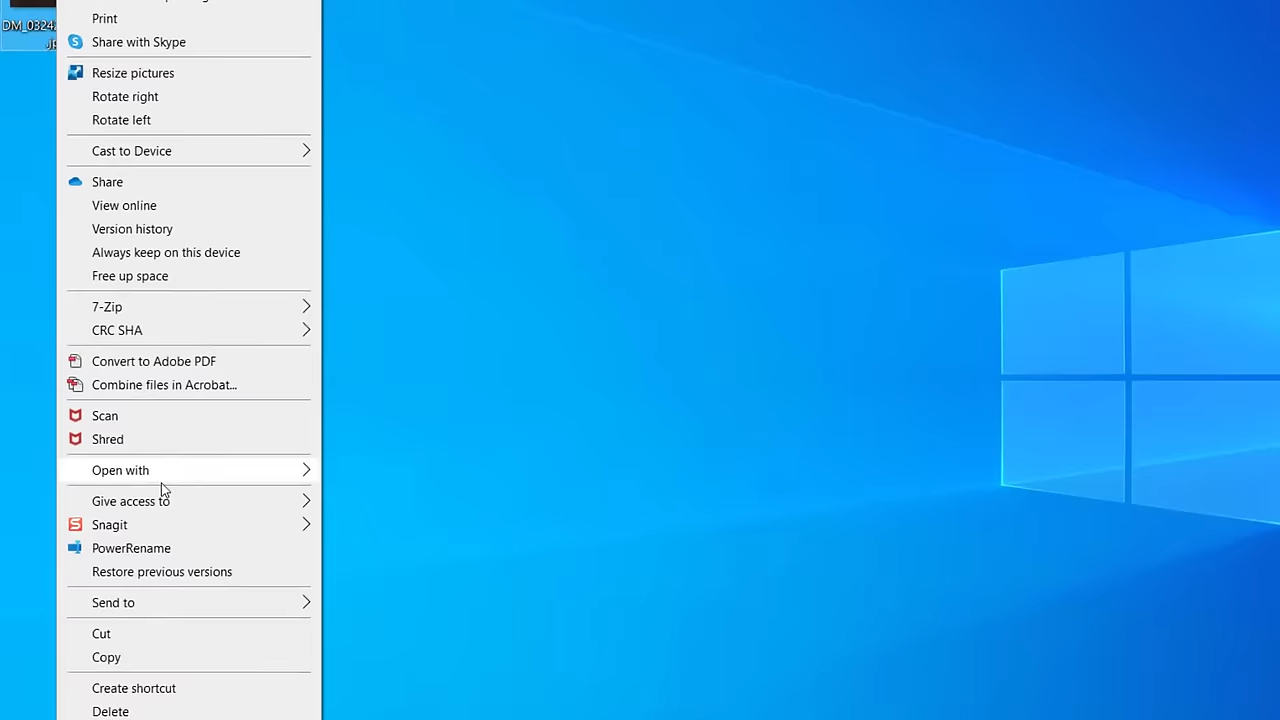 DM_0324
.jp
Print
Share with Skype
Resize pictures
Rotate right
Rotate left
Cast to Device
Share
View online
Version history
Always keep on this device
Free up space
7-Zip
CRC SHA
Convert to Adobe PDF
Combine files in Acrobat...
Scan
Shred
Open with
Give access to
Snagit
PowerRename
Restore previous versions
Send to
Cut
Copy
Create shortcut
Delete